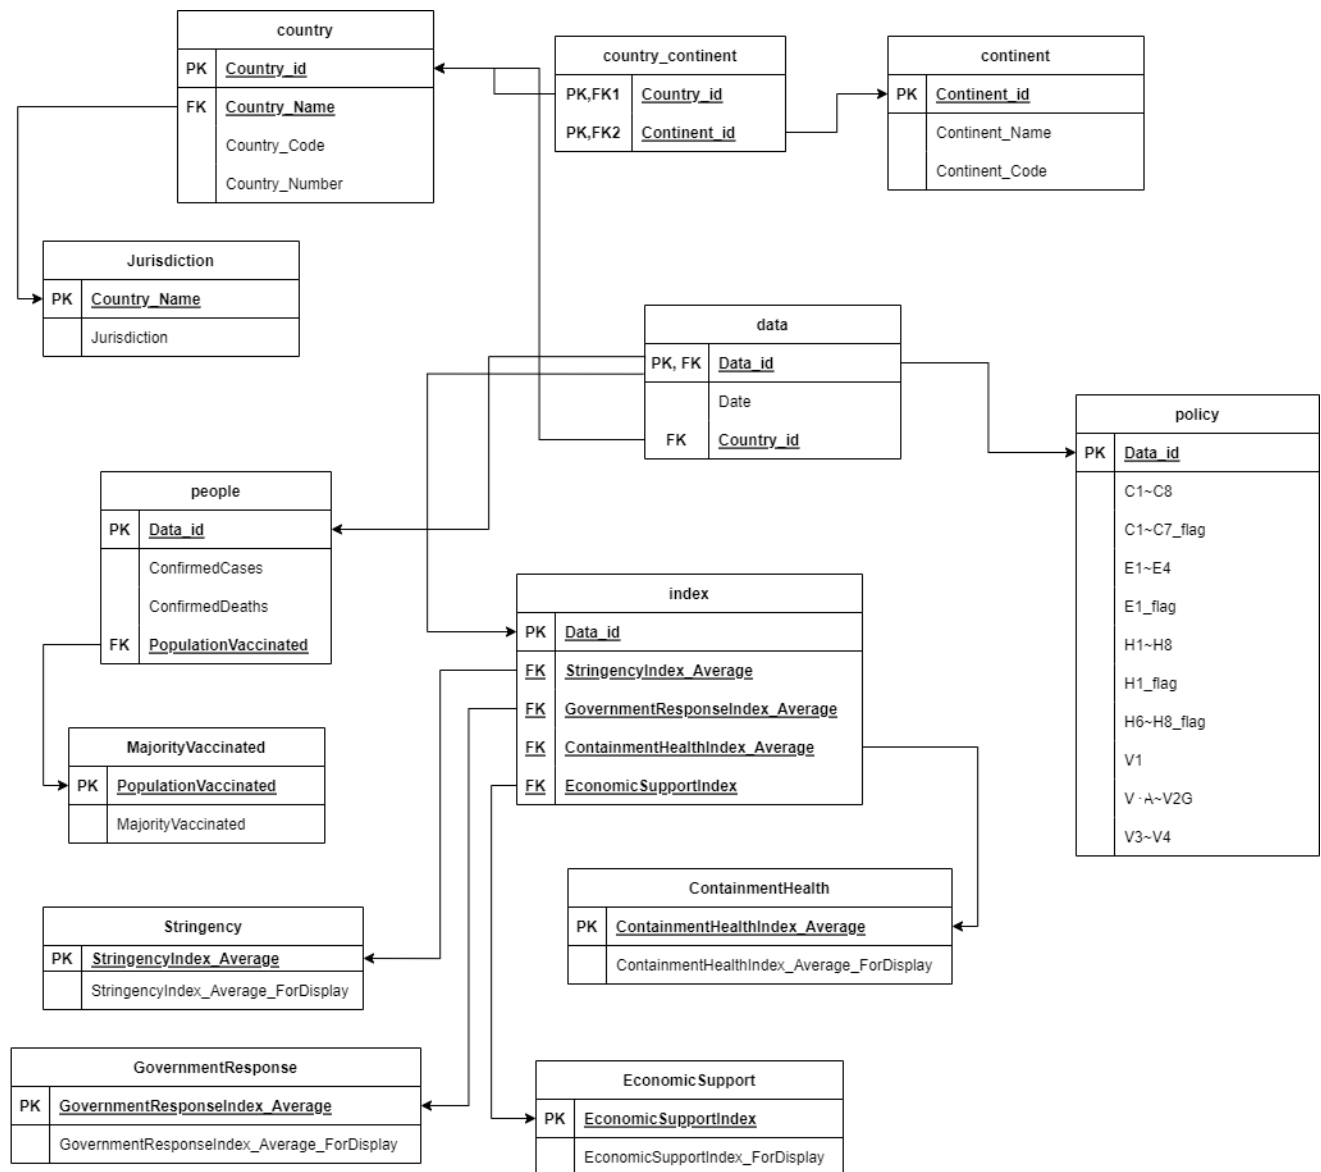 country
PK Country_id
FK Country_Name
Country_Code
Country_Number
country_continent
PK,FK1 Country_id
PK,FK2 Continent_id
continent
PK Continent_id
Continent_Name
Continent_Code
Jurisdiction
PK Country_Name
Jurisdiction
data
PK, FK Data_id
Date
FK Country_id
policy
PK Data_id
C1~C8
C1~C7_flag
E1~E4
E1_flag
H1~H8
H1_flag
H6~H8_flag
V1
V3~V4
people
PK Data_id
ConfirmedCases
ConfirmedDeaths
FK PopulationVaccinated
index
PK Data_id
FK StringencyIndex_Average
FK GovernmentResponseIndex_Average
FK ContainmentHealthIndex_Average
FK EconomicSupportIndex
MajorityVaccinated
PK PopulationVaccinated
MajorityVaccinated
ContainmentHealth
PK ContainmentHealthIndex_Average
ContainmentHealthIndex_Average_ForDisplay
Stringency
PK StringencyIndex_Average
StringencyIndex_Average_ForDisplay
GovernmentResponse
PK GovernmentResponseIndex_Average
GovernmentResponseIndex_Average_ForDisplay
EconomicSupport
PK EconomicSupportIndex
EconomicSupportIndex_ForDisplay